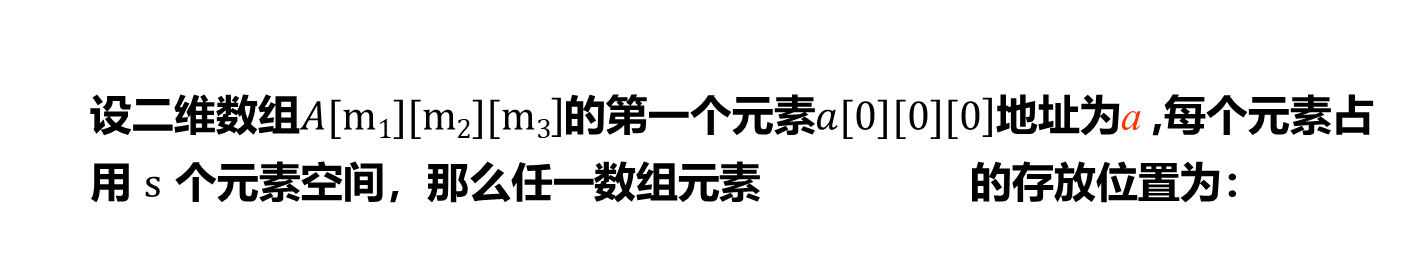 设二维数组A[m₁][m₂][m₃]的第一个元素a[0][0][0]地址为a ,每个元素占
用 s 个元素空间，那么任一数组元素 的存放位置为：